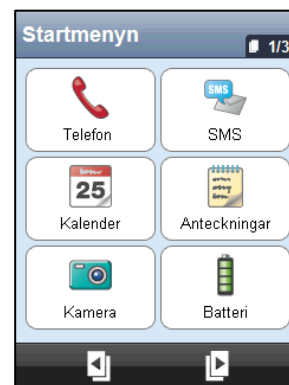 Startmenyn
1/3
SMS
Telefon
SMS
25
Kalender
Anteckningar
Kamera
Batteri